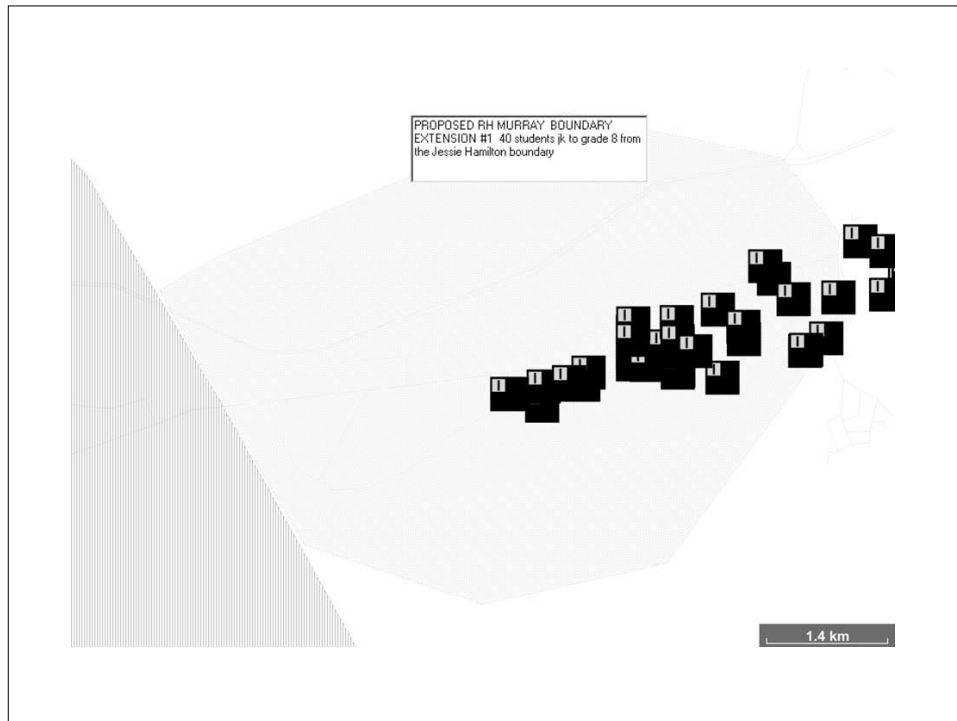 PROPOSED RH MURRAY BOUNDARY
EXTENSION #1 40 students jk to grade 8 from
the Jessie Hamilton boundary
1.4 km